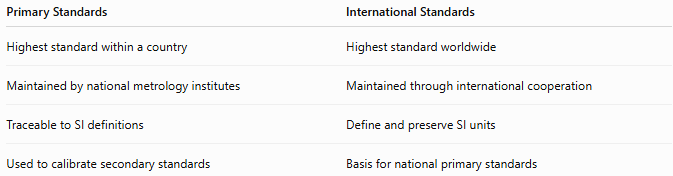 Primary Standards International Standards
Highest standard within a country Highest standard worldwide
Maintained by national metrology institutes Maintained through international cooperation
Traceable to SI definitions Define and preserve SI units
Used to calibrate secondary standards Basis for national primary standards